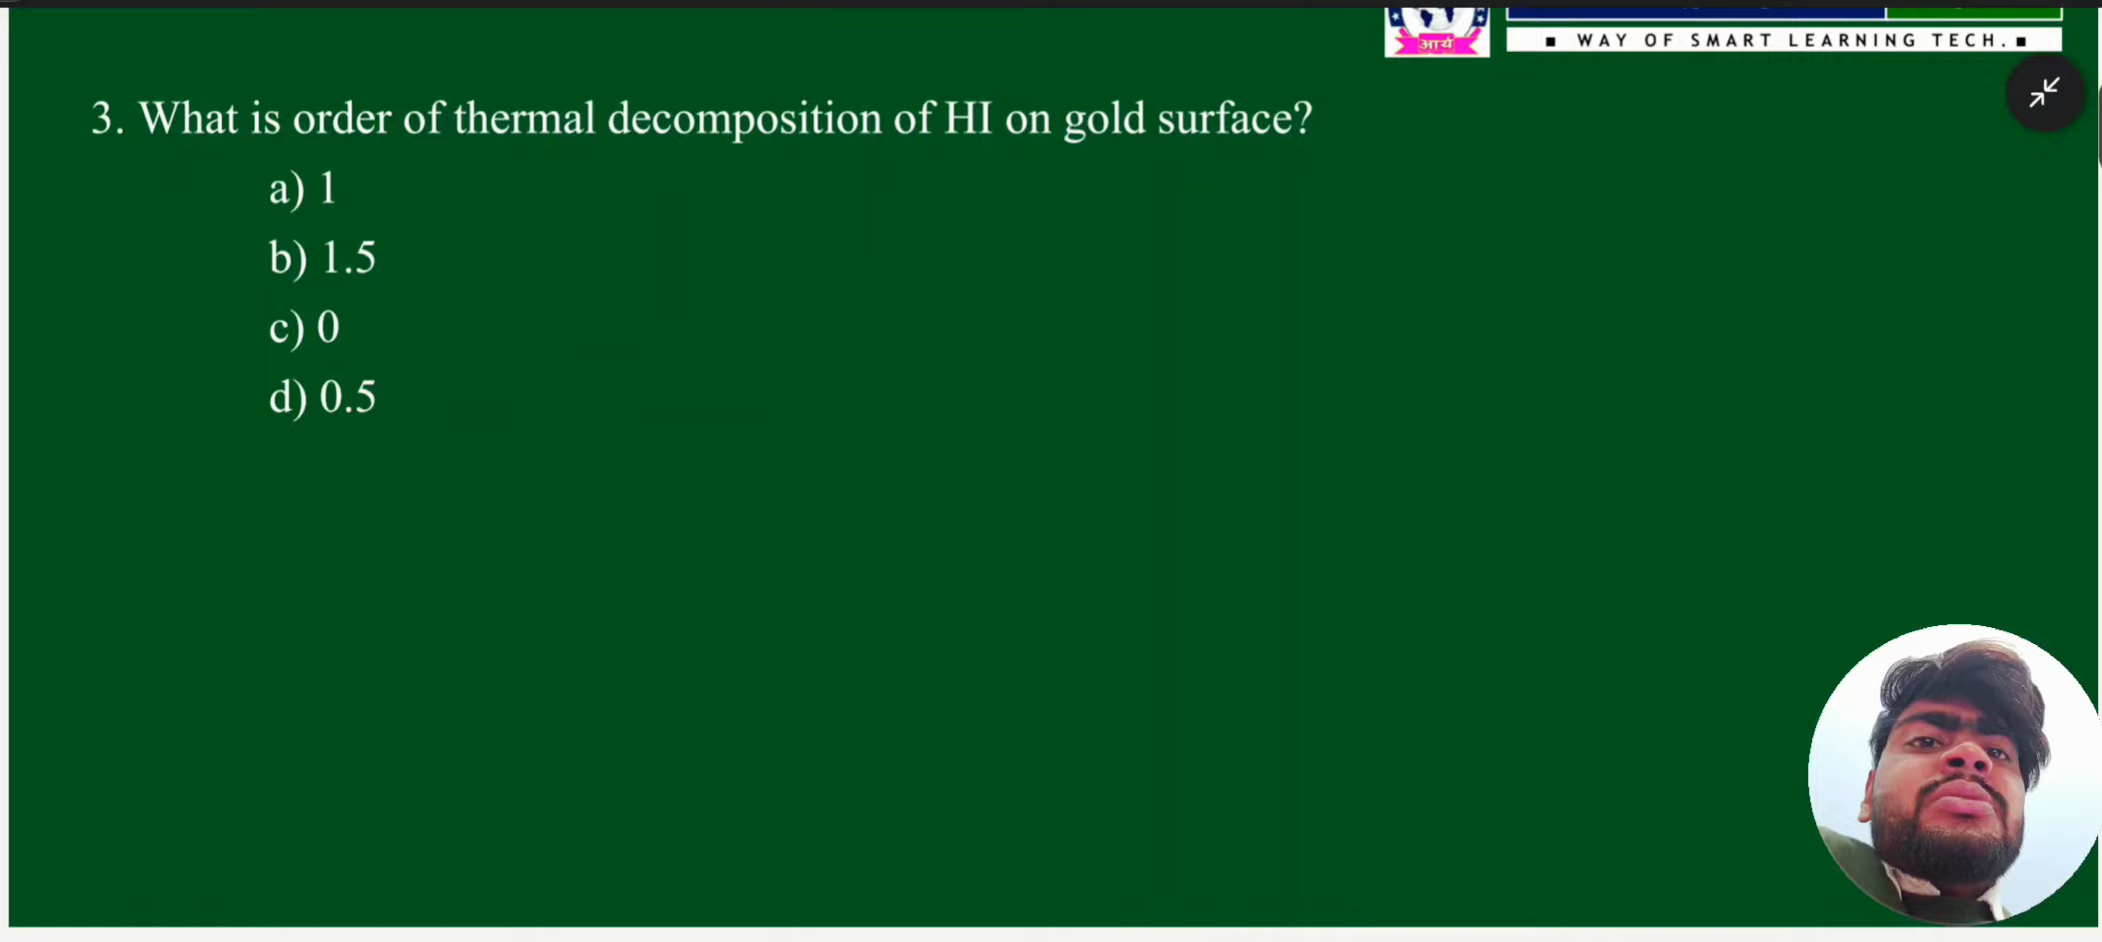 आर्य
▪ WAY OF SMART LEARNING TECH. ▪
3. What is order of thermal decomposition of HI on gold surface?
a) 1
b) 1.5
c) 0
d) 0.5